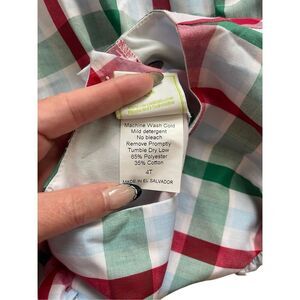 Machine Wash Cold
Mild detergent
No bleach
Remove Promptly
Tumble Dry Low
65% Polyester
35% Cotton
4T
MADE IN EL SALVADOR